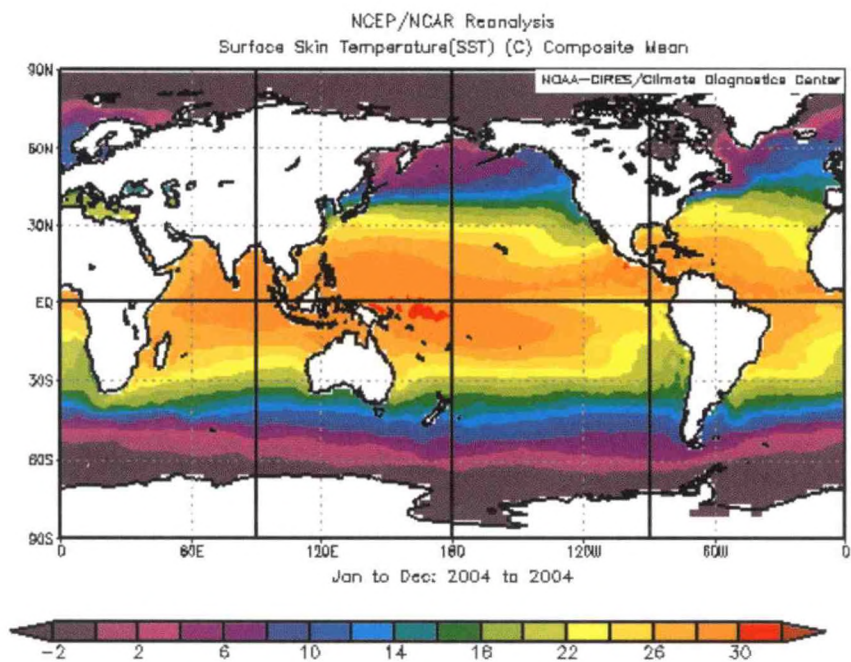 NCEP/NCAR Reanalysis
Surface Skin Temperature(SST) (C) Composite Mean
NOAA-CIRES/Climate Diagnostics Center
90N
60N
30N
EQ
30S
60S
90S
0 60E 120E 180 120W 60W 0
Jan to Dec: 2004 to 2004
-2 2 6 10 14 18 22 26 30